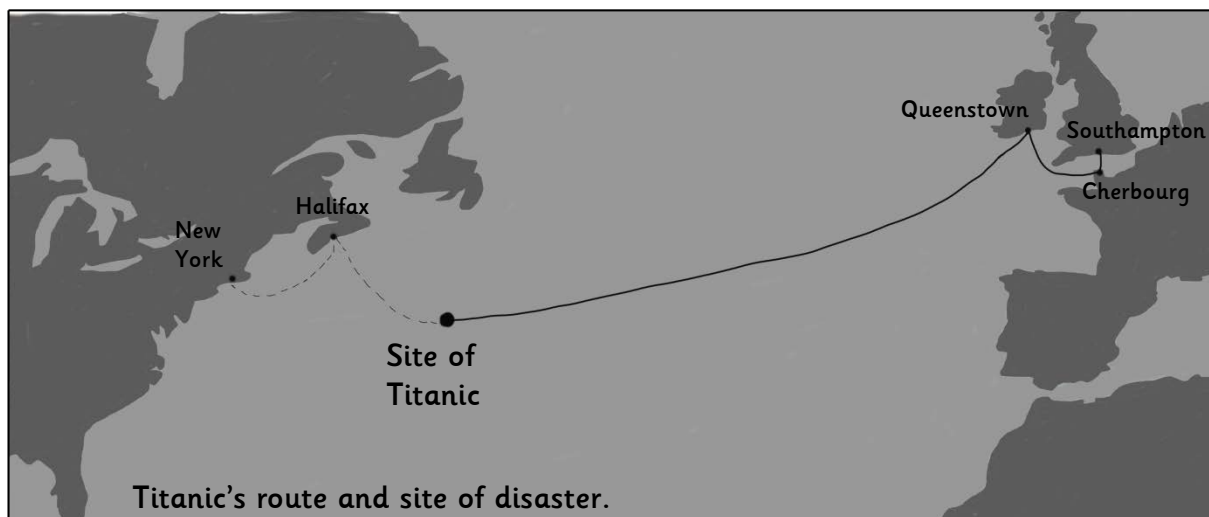 Queenstown
Southampton
Cherbourg
Halifax
New
York
Site of
Titanic
Titanic's route and site of disaster.